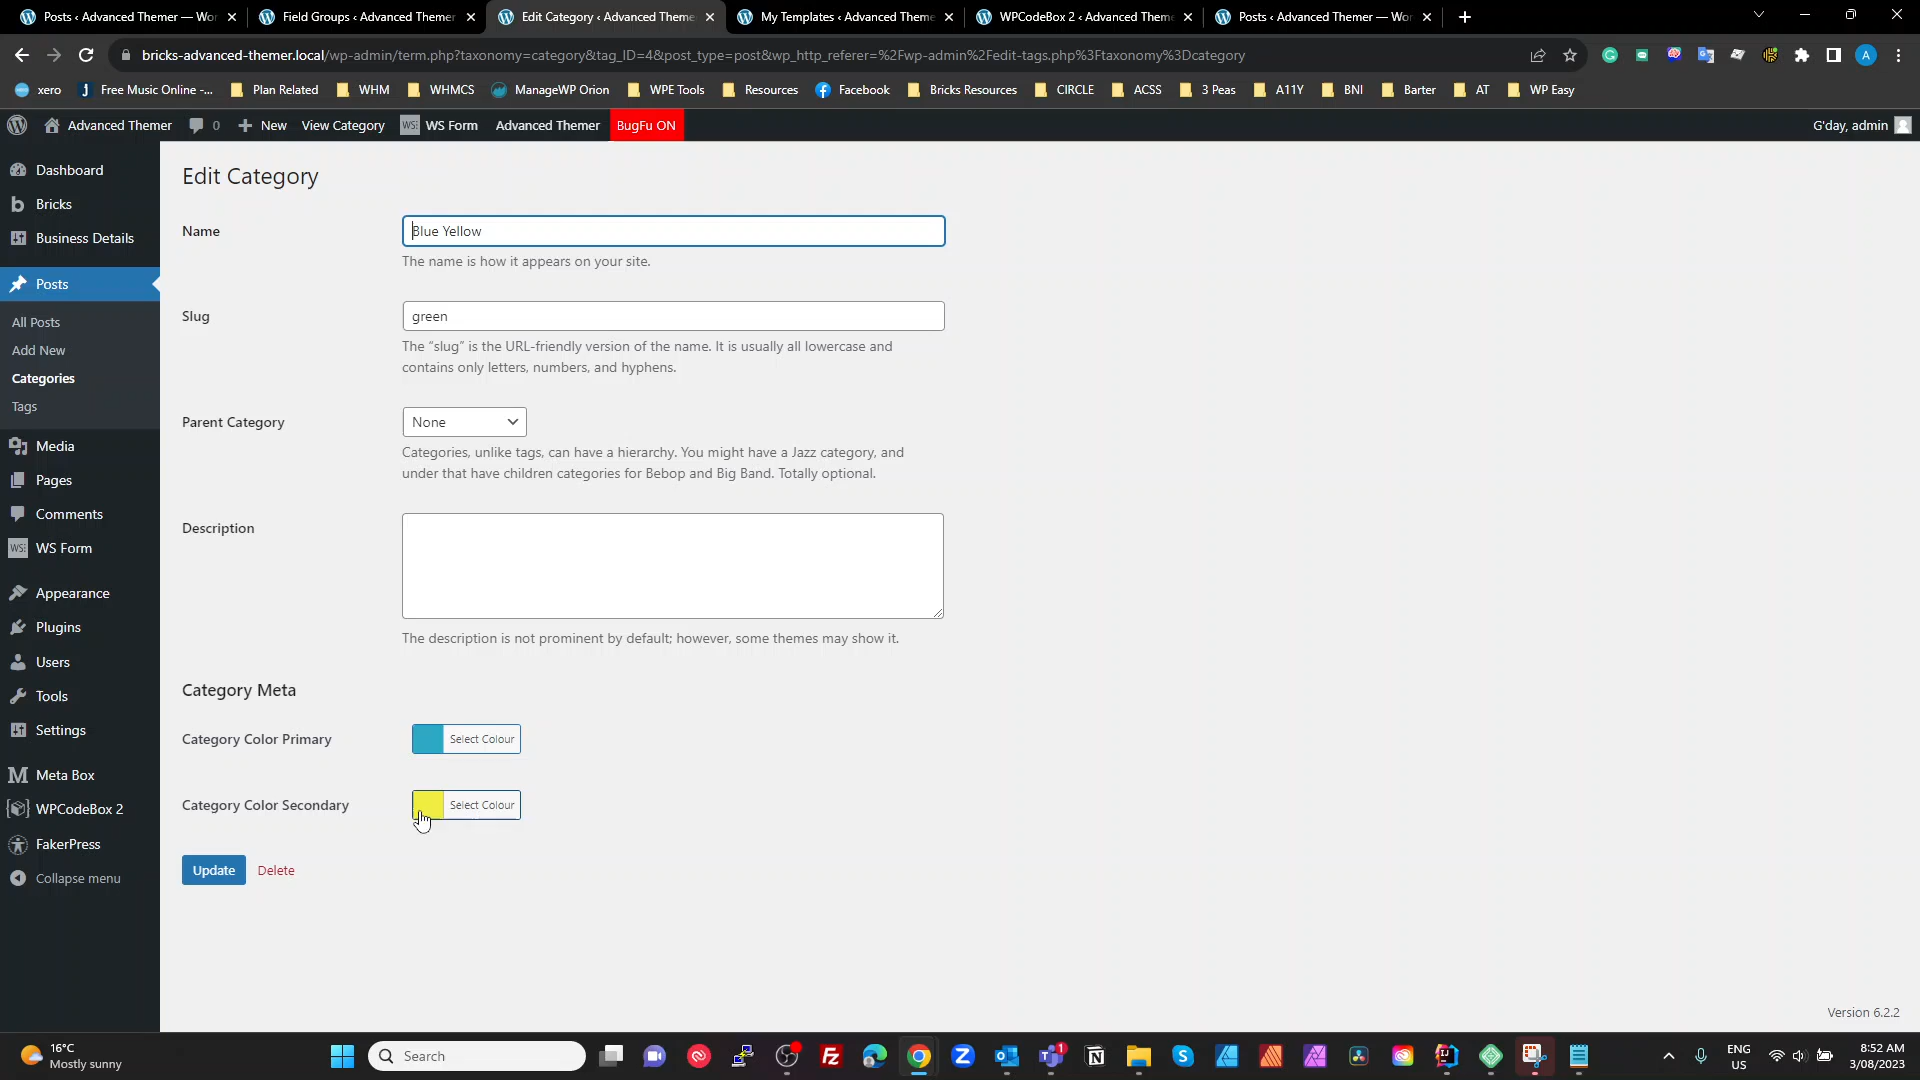 Posts ‹ Advanced Themer — Wor
Field Groups ‹ Advanced Themer
Edit Category ‹ Advanced Theme
My Templates ‹ Advanced Theme
WPCodeBox 2 ‹ Advanced Theme
Posts ‹ Advanced Themer — Wor
bricks-advanced-themer.local/wp-admin/term.php?taxonomy=category&tag_ID=4&post_type=post&wp_http_referer=%2Fwp-admin%2Fedit-tags.php%3Ftaxonomy%3Dcategory
A
xero
Free Music Online -...
Plan Related
WHM
WHMCS
ManageWP Orion
WPE Tools
Resources
Facebook
Bricks Resources
CIRCLE
ACSS
3 Peas
A11Y
BNI
Barter
AT
WP Easy
Advanced Themer
0
New
View Category
WS Form
Advanced Themer
BugFu ON
G'day, admin
Dashboard
Bricks
Business Details
Posts
All Posts
Add New
Categories
Tags
Media
Pages
Comments
WS Form
Appearance
Plugins
Users
Tools
Settings
Meta Box
WPCodeBox 2
FakerPress
Collapse menu
Edit Category
Name
Blue Yellow
The name is how it appears on your site.
Slug
green
The “slug” is the URL-friendly version of the name. It is usually all lowercase and
contains only letters, numbers, and hyphens.
Parent Category
None
Categories, unlike tags, can have a hierarchy. You might have a Jazz category, and
under that have children categories for Bebop and Big Band. Totally optional.
Description
The description is not prominent by default; however, some themes may show it.
Category Meta
Category Color Primary
Select Colour
Category Color Secondary
Select Colour
Update
Delete
Version 6.2.2
16°C
Mostly sunny
Search
1
ENG
US
8:52 AM
3/08/2023